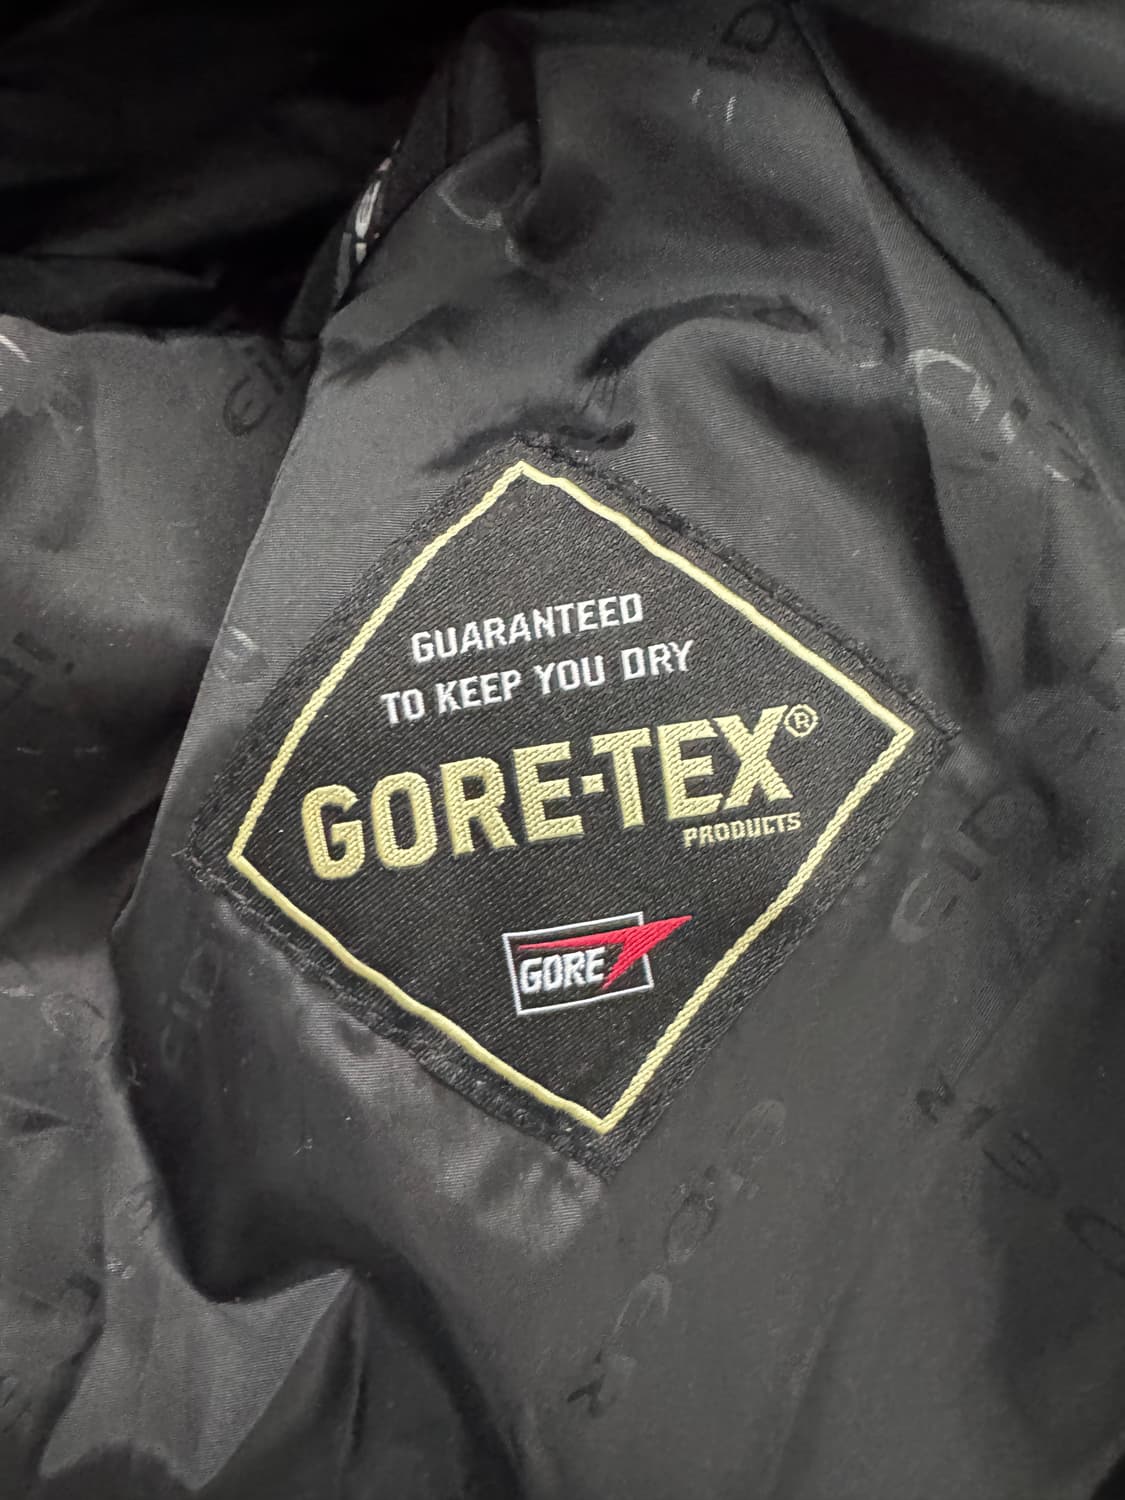 GUARANTEED
TO KEEP YOU DRY
GORE-TEX®
PRODUCTS
GORE